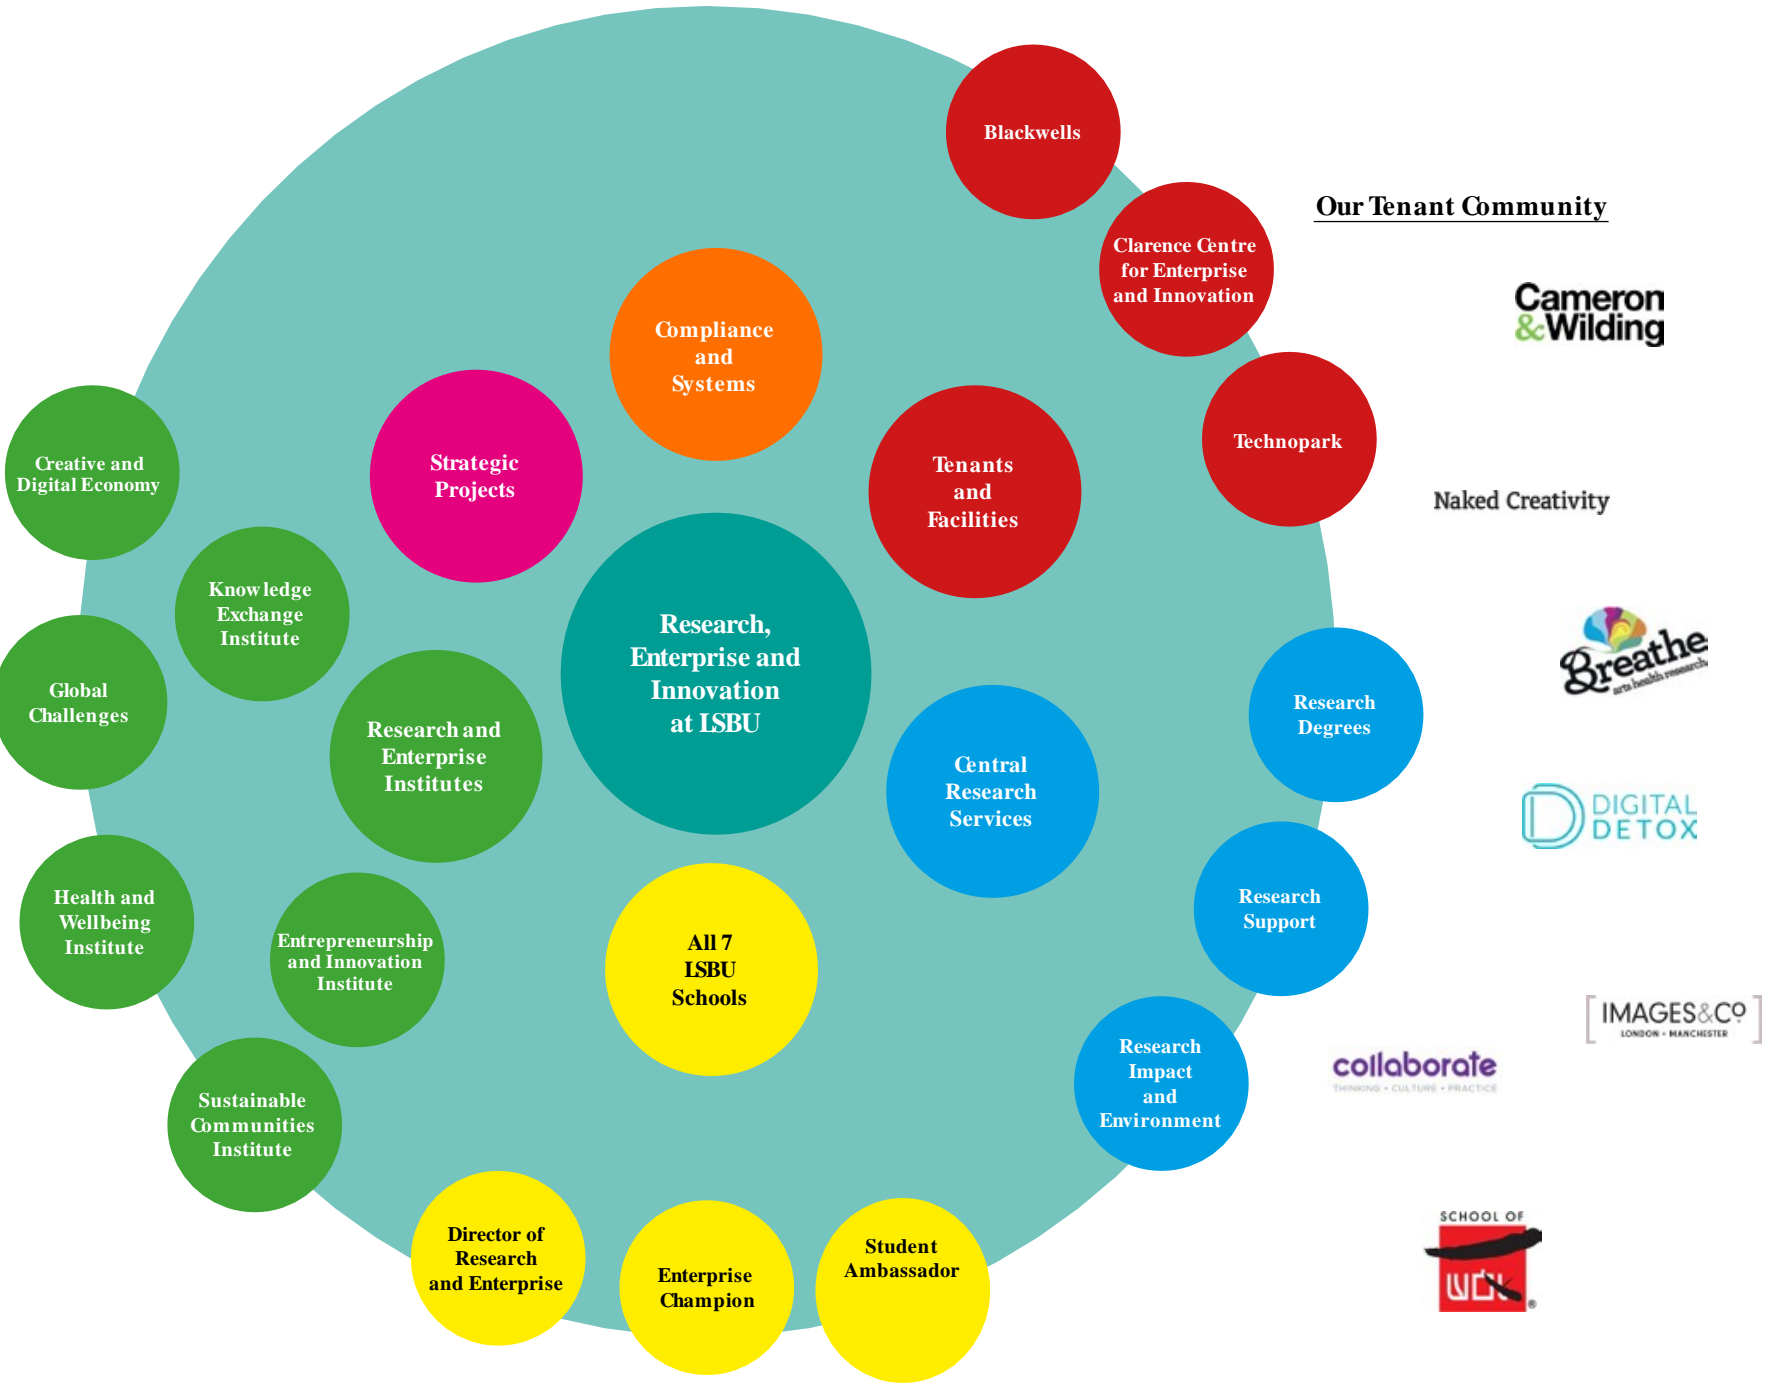 Blackwells
Our Tenant Community
Clarence Centre
for Enterprise
and Innovation
Cameron
&Wilding
Compliance
and
Systems
Strategic
Projects
Tenants
and
Facilities
Technopark
Creative and
Digital Economy
Naked Creativity
Knowledge
Exchange
Institute
Research,
Enterprise and
Innovation
at LSBU
Breathe
arts health research
Global
Challenges
Research
Degrees
Research and
Enterprise
Institutes
Central
Research
Services
DIGITAL
DETOX
Health and
Wellbeing
Institute
Research
Support
Entrepreneurship
and Innovation
Institute
All 7
LSBU
Schools
IMAGES&CO
LONDON • MANCHESTER
Research
Impact
and
Environment
collaborate
THINKING • CULTURE • PRACTICE
Sustainable
Communities
Institute
Director of
Research
and Enterprise
Enterprise
Champion
Student
Ambassador
SCHOOL OF
WOK
®